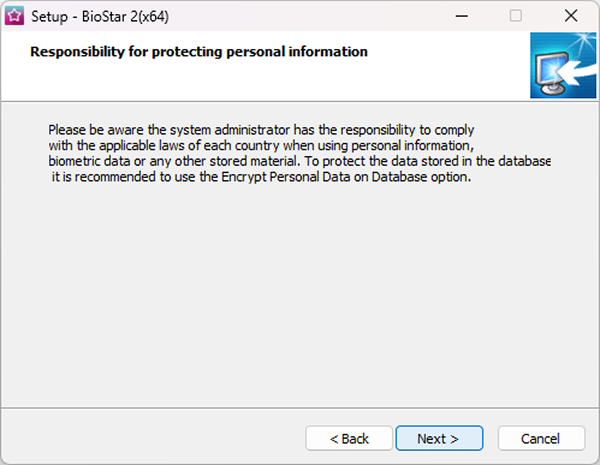 Setup - BioStar 2(x64)
Responsibility for protecting personal information
Please be aware the system administrator has the responsibility to comply
with the applicable laws of each country when using personal information,
biometric data or any other stored material. To protect the data stored in the database
it is recommended to use the Encrypt Personal Data on Database option.
< Back
Next >
Cancel